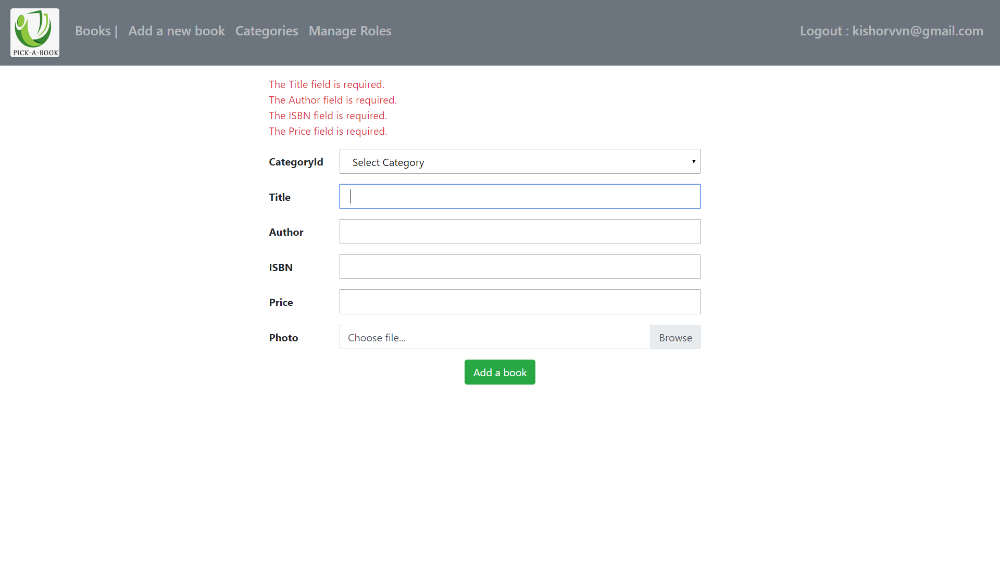 PICK-A-BOOK
Books | Add a new book Categories Manage Roles Logout : kishorvvn@gmail.com
The Title field is required.
The Author field is required.
The ISBN field is required.
The Price field is required.
CategoryId Select Category
Title
Author
ISBN
Price
Photo Choose file... Browse
Add a book